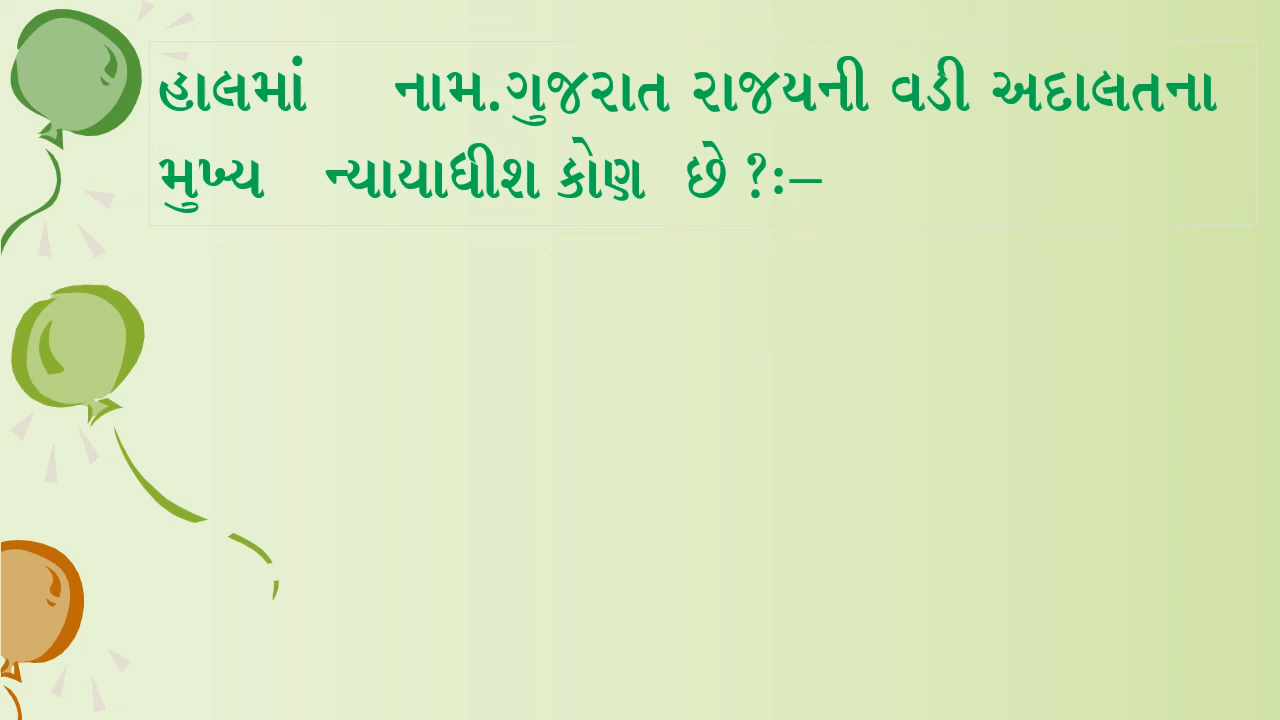 હાલમાં નામ.ગુજરાત રાજયની વડી અદાલતના
મુખ્ય ન્યાયાધીશ કોણ છે ?ઃ–